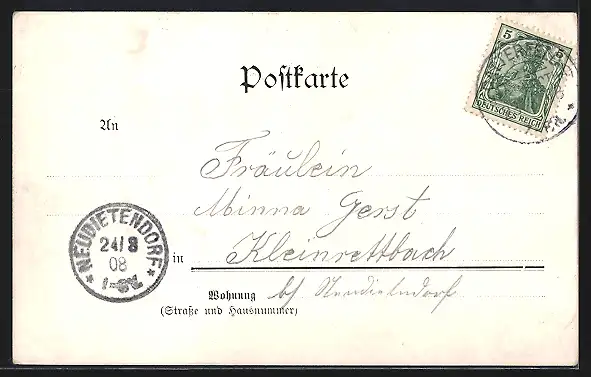 Postkarte
5
DEUTSCHES REICH
An
Fräulein
Minna Gerst
in Kleinrettbach
Wohnung b/ Neudietendorf
(Straße und Hausnummer)
* NEUDIETENDORF *
24/8
08